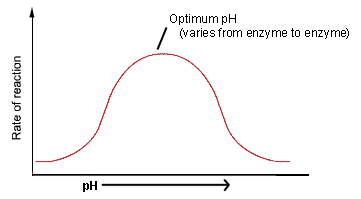 Optimum pH
(varies from enzyme to enzyme)
Rate of reaction
pH